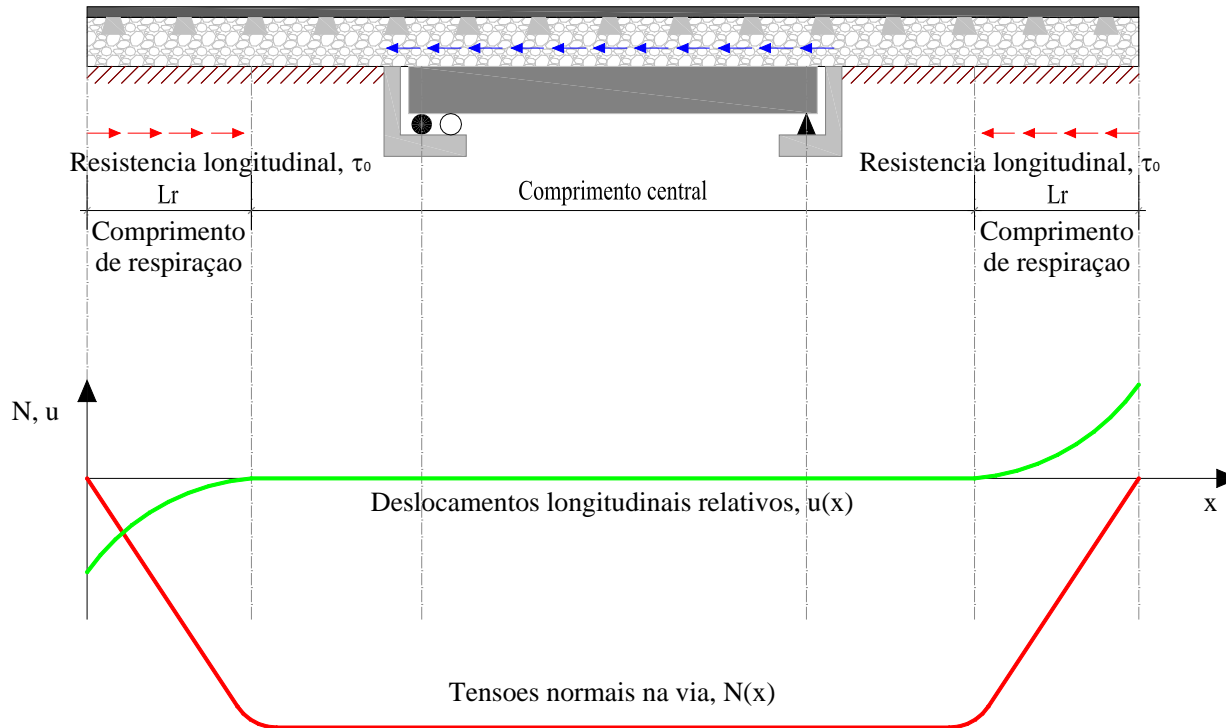 Resistencia longitudinal, τ₀
Resistencia longitudinal, τ₀
Lr
Comprimento central
Lr
Comprimento
de respiraçao
Comprimento
de respiraçao
N, u
Deslocamentos longitudinais relativos, u(x)
x
Tensoes normais na via, N(x)